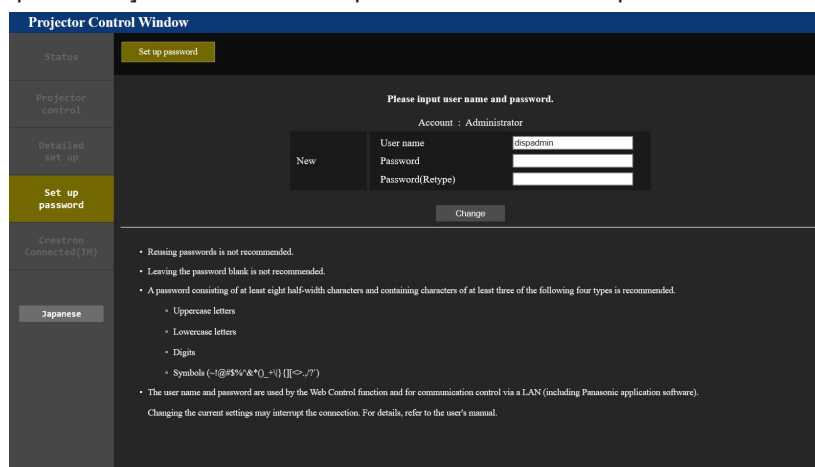 Projector Control Window
Status
Set up password
Projector
control
Detailed
set up
Set up
password
Crestron
Connected(TM)
Japanese
Please input user name and password.
Account : Administrator
New
User name
dispadmin
Password
Password(Retype)
Change
• Reusing passwords is not recommended.
• Leaving the password blank is not recommended.
• A password consisting of at least eight half-width characters and containing characters of at least three of the following four types is recommended.
◦ Uppercase letters
◦ Lowercase letters
◦ Digits
◦ Symbols (~!@#$%^&*()_+\|} {][<>.,/?`)
• The user name and password are used by the Web Control function and for communication control via a LAN (including Panasonic application software).
Changing the current settings may interrupt the connection. For details, refer to the user's manual.